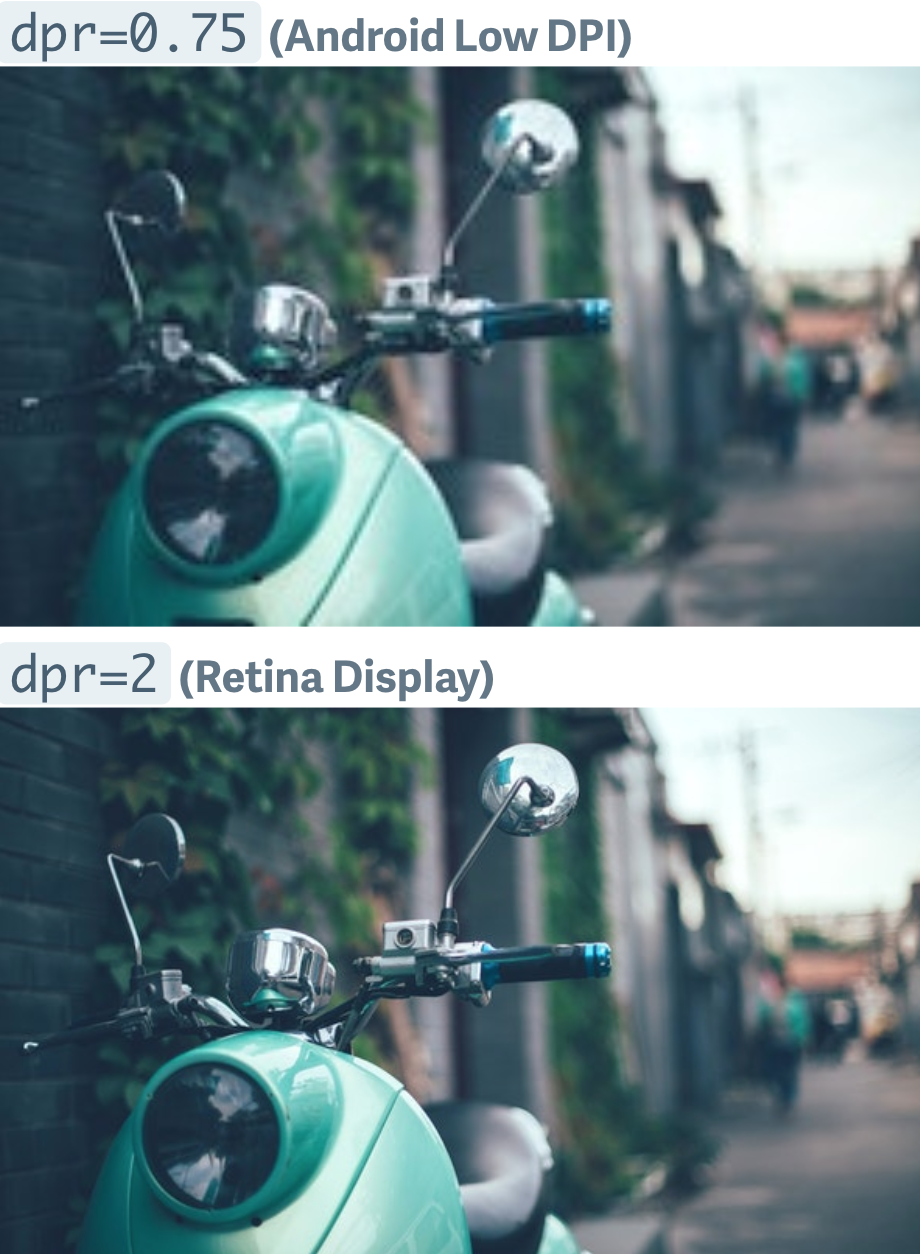 dpr=0.75 (Android Low DPI)
dpr=2 (Retina Display)